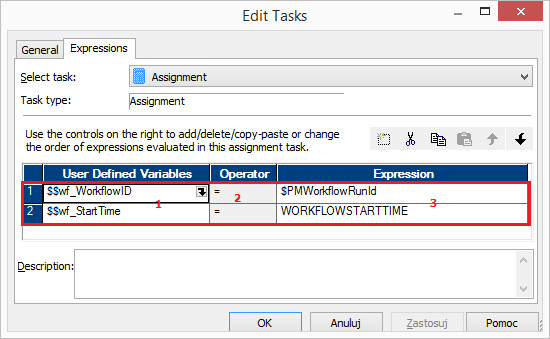 Edit Tasks
General Expressions
Select task: Assignment
Task type: Assignment
Use the controls on the right to add/delete/copy-paste or change
the order of expressions evaluated in this assignment task.
User Defined Variables Operator Expression
1 $$wf_WorkflowID = $PMWorkflowRunId
1 2 3
2 $$wf_StartTime = WORKFLOWSTARTTIME
Description:
OK Anuluj Zastosuj Pomoc